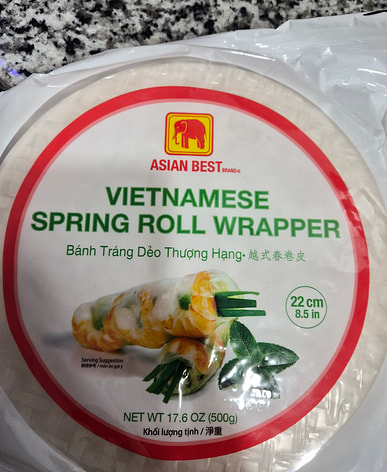 ASIAN BEST BRAND®
VIETNAMESE
SPRING ROLL WRAPPER
Bánh Tráng Dẻo Thượng Hạng • 越式春卷皮
22 cm
8.5 in
Serving Suggestion
NET WT 17.6 OZ (500g)
Khối lượng tịnh / 淨重